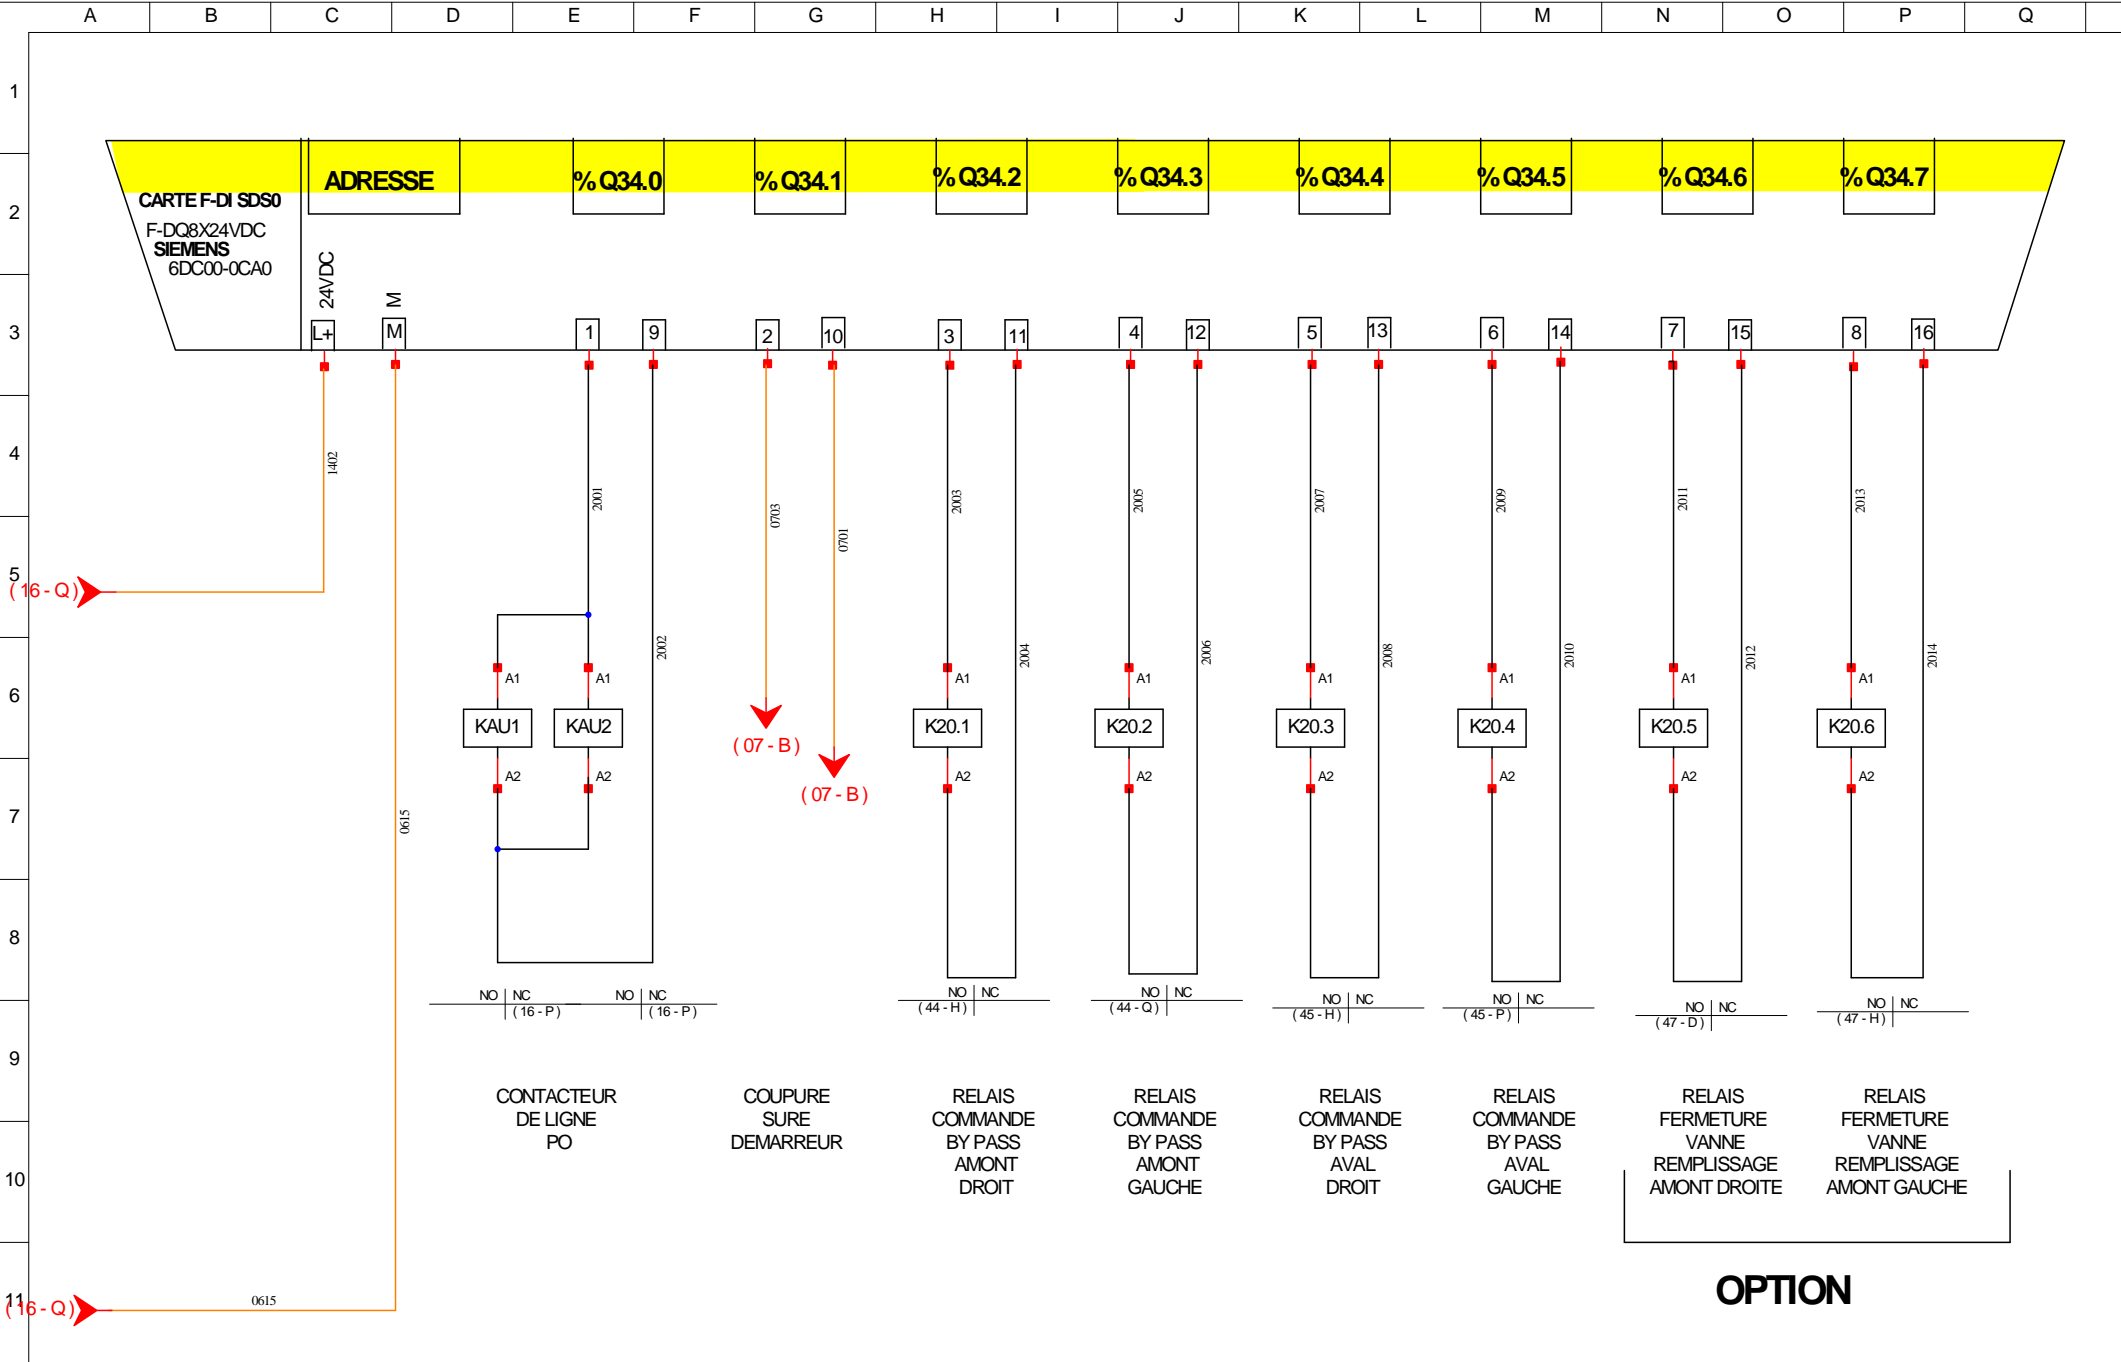 A B C D E F G H I J K L M N O P Q
1
2
3
4
5
6
7
8
9
10
11
ADRESSE %Q34.0 %Q34.1 %Q34.2 %Q34.3 %Q34.4 %Q34.5 %Q34.6 %Q34.7
CARTE F-DI SDS0
F-DQ8X24VDC
SIEMENS
6DC00-0CA0
24VDC
M
L+ M 1 9 2 10 3 11 4 12 5 13 6 14 7 15 8 16
1402
2001
0703
0701
2003
2005
2007
2009
2011
2013
(16-Q)
2002
2004
2006
2008
2010
2012
2014
A1 A1 A1 A1 A1 A1 A1 A1
KAU1 KAU2 K20.1 K20.2 K20.3 K20.4 K20.5 K20.6
(07-B)
A2 A2 A2 A2 A2 A2 A2 A2
(07-B)
0615
NO NC
(16-P)
NO NC
(16-P)
NO NC
(44-H)
NO NC
(44-Q)
NO NC
(45-H)
NO NC
(45-P)
NO NC
(47-D)
NO NC
(47-H)
CONTACTEUR
DE LIGNE
PO
COUPURE
SURE
DEMARREUR
RELAIS
COMMANDE
BY PASS
AMONT
DROIT
RELAIS
COMMANDE
BY PASS
AMONT
GAUCHE
RELAIS
COMMANDE
BY PASS
AVAL
DROIT
RELAIS
COMMANDE
BY PASS
AVAL
GAUCHE
RELAIS
FERMETURE
VANNE
REMPLISSAGE
AMONT DROITE
RELAIS
FERMETURE
VANNE
REMPLISSAGE
AMONT GAUCHE
OPTION
(16-Q)
0615